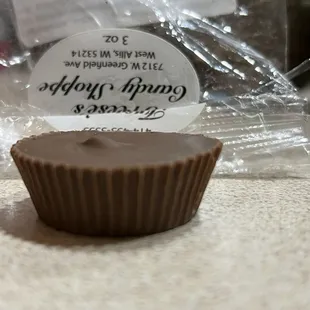 Freese's
Candy Shoppe
7312 W. Greenfield Ave.
West Allis, WI 53214
3 oz.